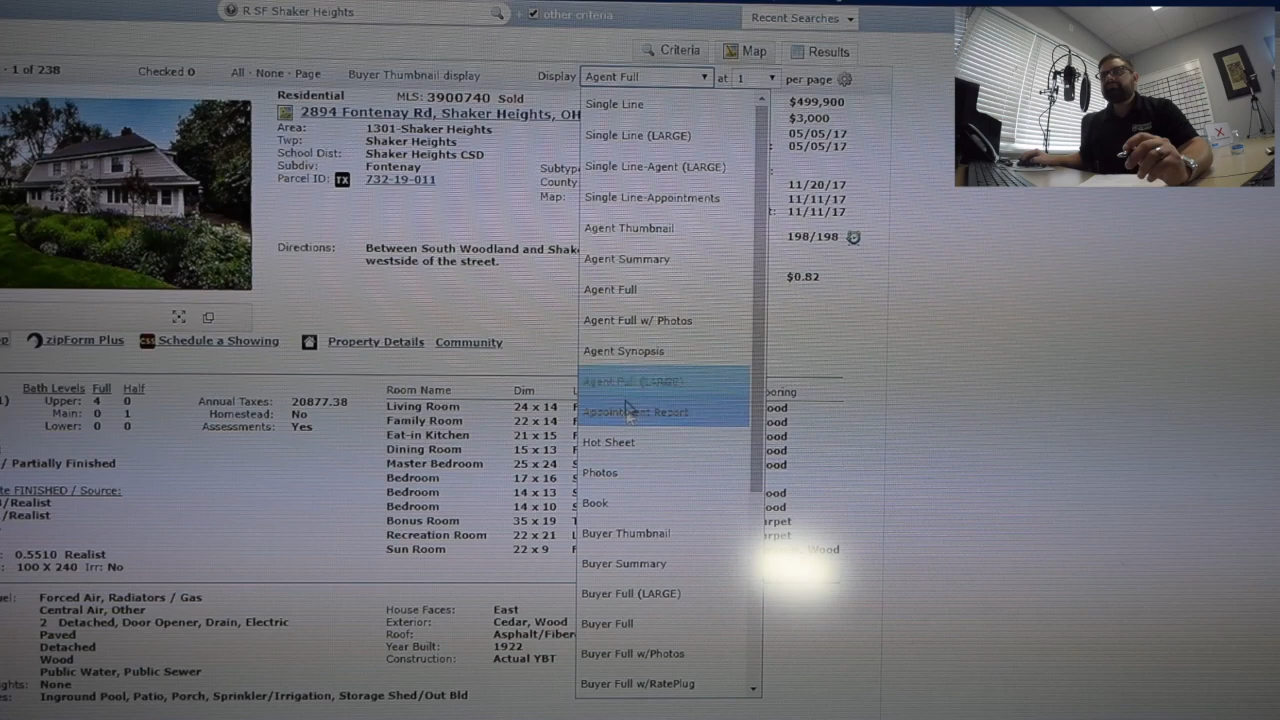 R SF Shaker Heights
+ other criteria
Recent Searches
Criteria
Map
Results
· 1 of 238
Checked 0
All · None · Page
Buyer Thumbnail display
Display
Agent Full
at
1
per page
Residential
MLS: 3900740 Sold
2894 Fontenay Rd, Shaker Heights, OH
Area: 1301-Shaker Heights
Twp: Shaker Heights
School Dist: Shaker Heights CSD
Subdiv: Fontenay
Parcel ID: TX 732-19-011
County
Map:
Directions: Between South Woodland and
westside of the street.
$499,900
$3,000
05/05/17
05/05/17
11/20/17
11/11/17
11/11/17
198/198
$0.82
Single Line
Single Line (LARGE)
Single Line-Agent (LARGE)
Single Line-Appointments
Agent Thumbnail
Agent Summary
Agent Full
Agent Full w/ Photos
Agent Synopsis
Agent Full (LARGE)
Appointment Report
Hot Sheet
Photos
Book
Buyer Thumbnail
Buyer Summary
Buyer Full (LARGE)
Buyer Full
Buyer Full w/Photos
Buyer Full w/RatePlug
zipForm Plus
Schedule a Showing
Property Details
Community
Bath Levels Full Half
Upper: 4 0
Main: 0 1
Lower: 0 0
Annual Taxes: 20877.38
Homestead: No
Assessments: Yes
/ Partially Finished
FINISHED / Source:
/Realist
/Realist
0.5510 Realist
100 X 240 Irr: No
Room Name Dim
Living Room 24 x 14
Family Room 22 x 14
Eat-in Kitchen 21 x 15
Dining Room 15 x 13
Master Bedroom 25 x 24
Bedroom 17 x 16
Bedroom 14 x 13
Bedroom 14 x 10
Bonus Room 35 x 19
Recreation Room 22 x 21
Sun Room 22 x 9
Wood
Forced Air, Radiators / Gas
Central Air, Other
2 Detached, Door Opener, Drain, Electric
Paved
Detached
Wood
Public Water, Public Sewer
None
Inground Pool, Patio, Porch, Sprinkler/Irrigation, Storage Shed/Out Bld
House Faces: East
Exterior: Cedar, Wood
Roof:
Year Built: 1922
Construction: Actual YBT